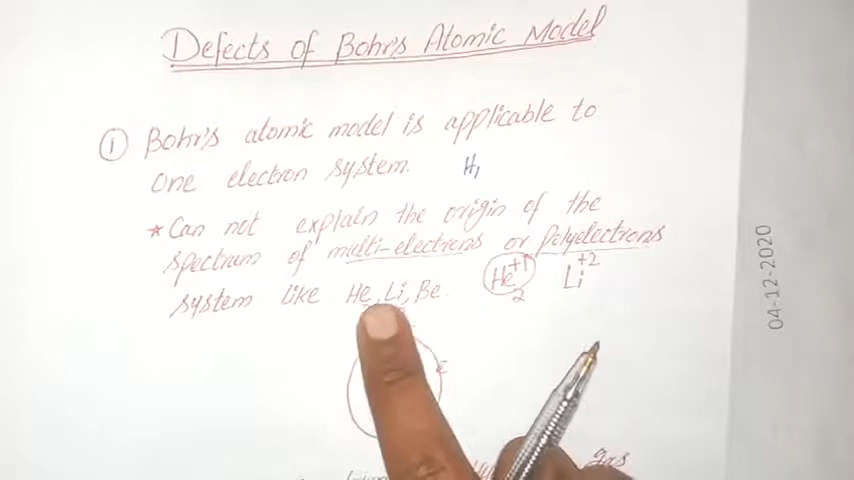 Defects of Bohr's Atomic Model
① Bohr's atomic model is applicable to
one electron system. H₁
* Can not explain the origin of the
spectrum of multi-electrons or polyelectrons
system like He, Li, Be. He⁺¹₂ Li⁺²
gas
04-12-2020